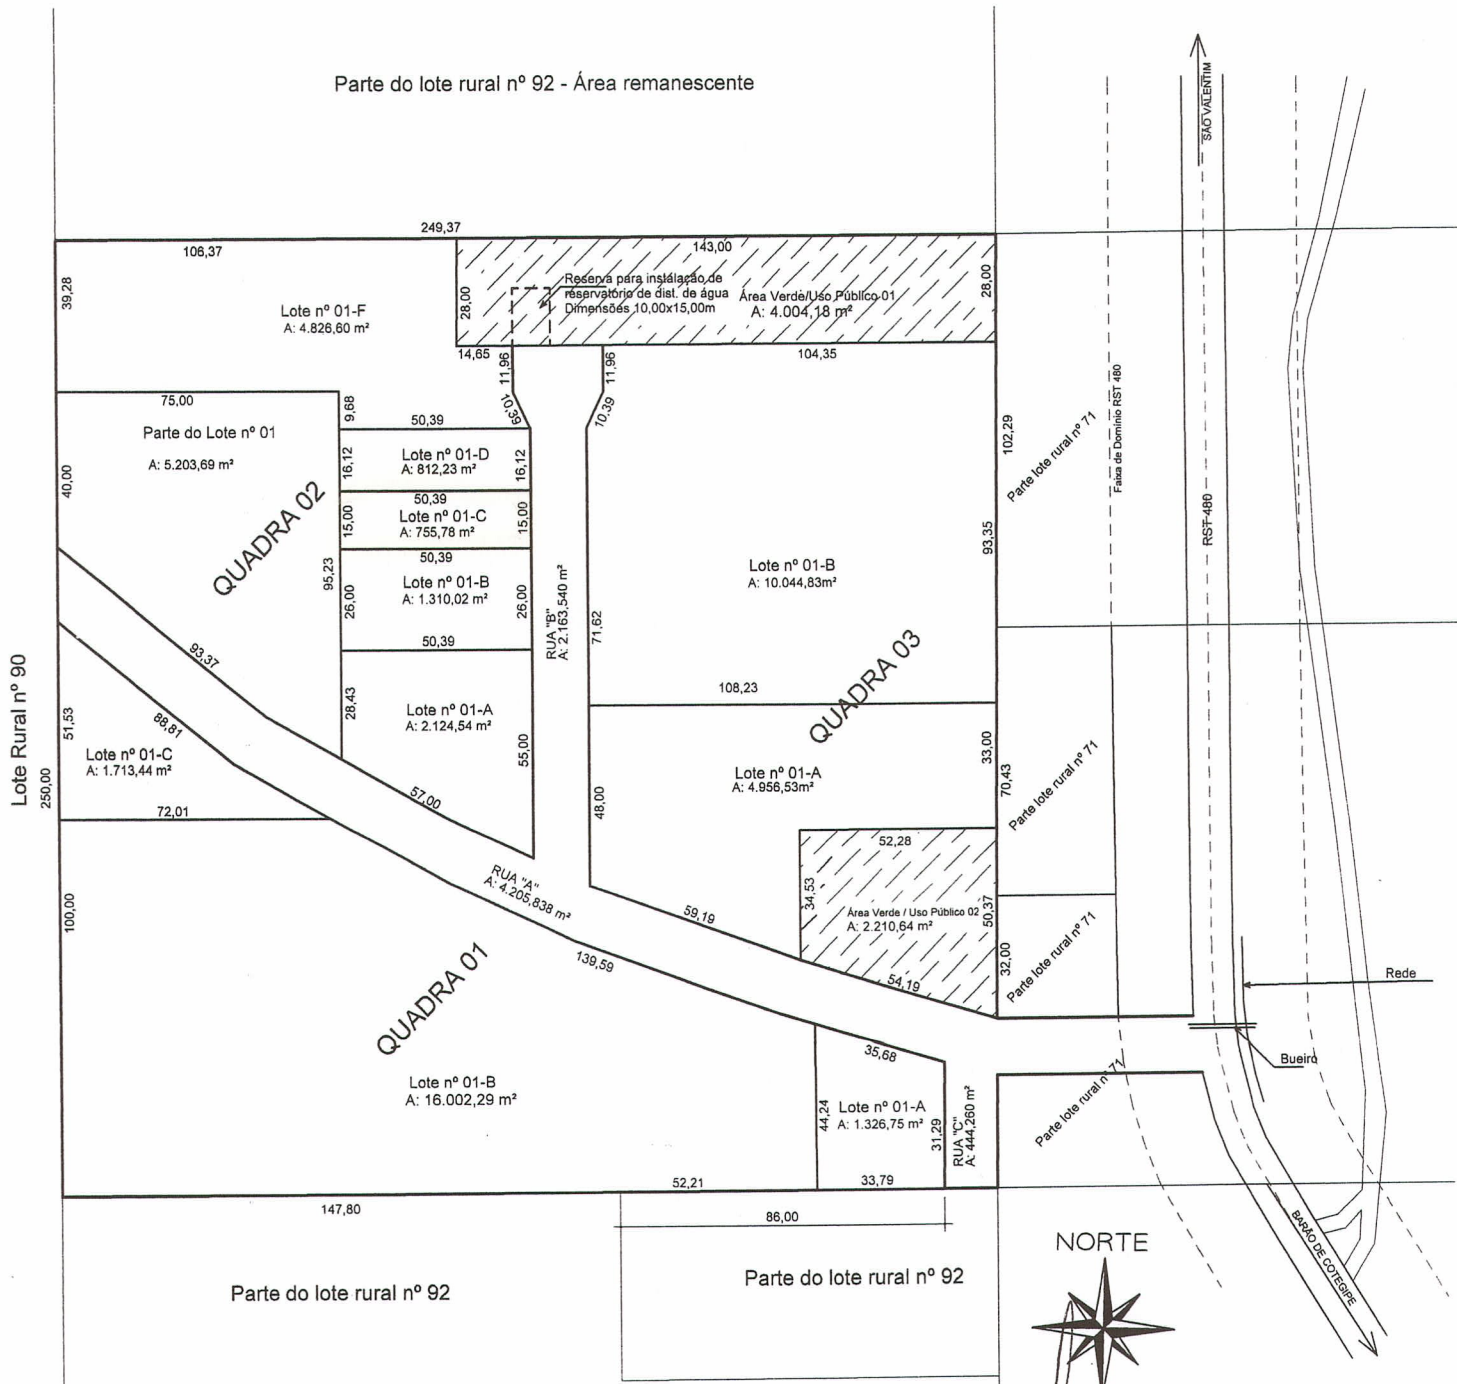 Parte do lote rural nº 92 - Área remanescente
SÃO VALENTIM
249,37
106,37
143,00
39,28
28,00
28,00
Reserva para instalação de
reservatório de dist. de água
Dimensões 10,00x15,00m
Área Verde/Uso Público 01
A: 4.004,18 m²
Lote nº 01-F
A: 4.826,60 m²
14,65
11,96
11,96
104,35
75,00
9,68
10,39
10,39
50,39
Parte do Lote nº 01
A: 5.203,69 m²
40,00
16,12
Lote nº 01-D
A: 812,23 m²
16,12
102,29
Parte lote rural nº 71
Faixa de Domínio RST 480
RST-480
QUADRA 02
50,39
15,00
Lote nº 01-C
A: 755,78 m²
15,00
93,35
50,39
95,23
26,00
Lote nº 01-B
A: 1.310,02 m²
26,00
Lote nº 01-B
A: 10.044,83m²
RUA "B"
A: 2.163,540 m²
71,62
50,39
93,37
QUADRA 03
108,23
Lote Rural nº 90
250,00
51,53
88,81
28,43
Lote nº 01-A
A: 2.124,54 m²
55,00
33,00
Lote nº 01-C
A: 1.713,44 m²
Lote nº 01-A
A: 4.956,53m²
70,43
Parte lote rural nº 71
57,00
48,00
72,01
52,28
RUA "A"
A: 4.205,838 m²
34,53
100,00
59,19
Área Verde / Uso Público 02
A: 2.210,64 m²
50,37
32,00
Parte lote rural nº 71
139,59
54,19
Rede
QUADRA 01
35,68
Bueiro
Lote nº 01-B
A: 16.002,29 m²
44,24
Lote nº 01-A
A: 1.326,75 m²
31,29
RUA "C"
A: 444,260 m²
Parte lote rural nº 71
52,21
33,79
147,80
86,00
BARÃO DE COTEGIPE
NORTE
Parte do lote rural nº 92
Parte do lote rural nº 92